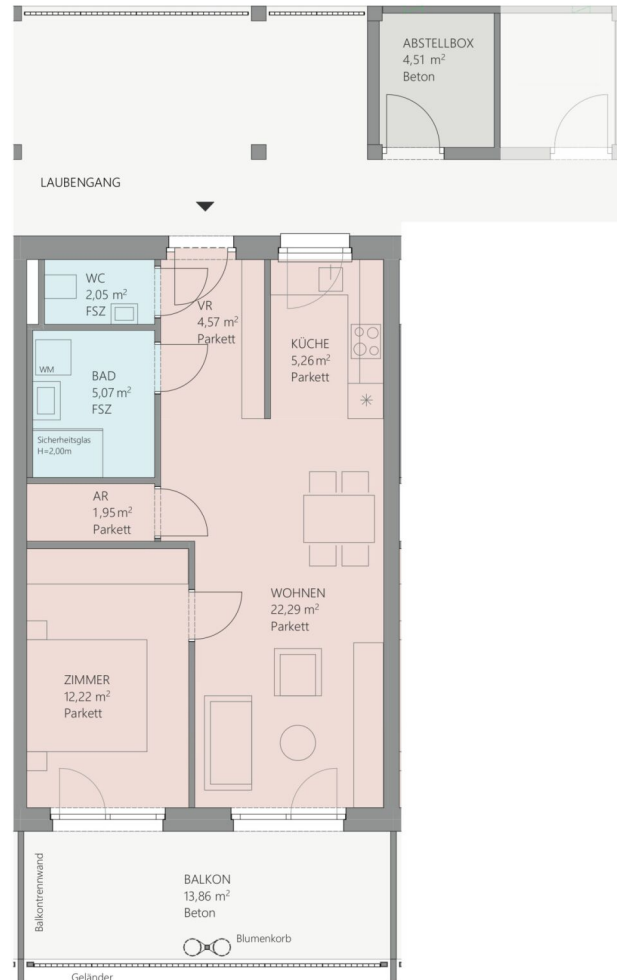 ABSTELLBOX
4,51 m²
Beton
LAUBENGANG
WC
2,05 m²
FSZ
VR
4,57 m²
Parkett
KÜCHE
5,26 m²
Parkett
WM
BAD
5,07 m²
FSZ
Sicherheitsglas
H=2,00m
AR
1,95 m²
Parkett
WOHNEN
22,29 m²
Parkett
ZIMMER
12,22 m²
Parkett
Balkontrennwand
BALKON
13,86 m²
Beton
Blumenkorb
Geländer